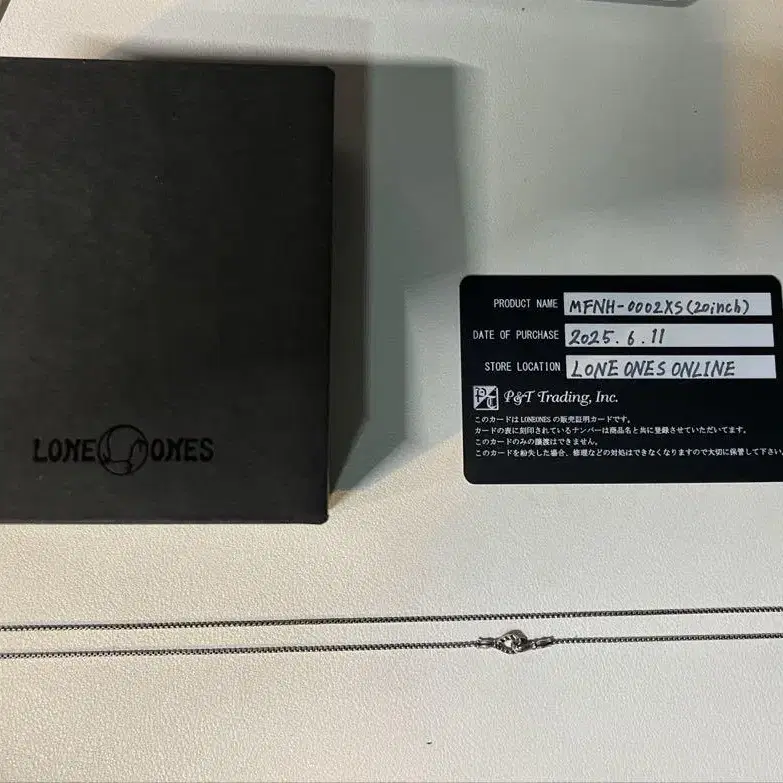 LONE ONES
PRODUCT NAME MFNH-0002XS(20inch)
DATE OF PURCHASE 2025.6.11
STORE LOCATION LONE ONES ONLINE
P&T Trading, Inc.
このカードは LONEONES の販売証明カードです。
カードの表に刻印されているナンバーは商品名と共に登録させていただいてます。
このカードのみの譲渡はできません。
このカードを紛失した場合、修理などの対処はできなくなりますので大切に保管して下さい